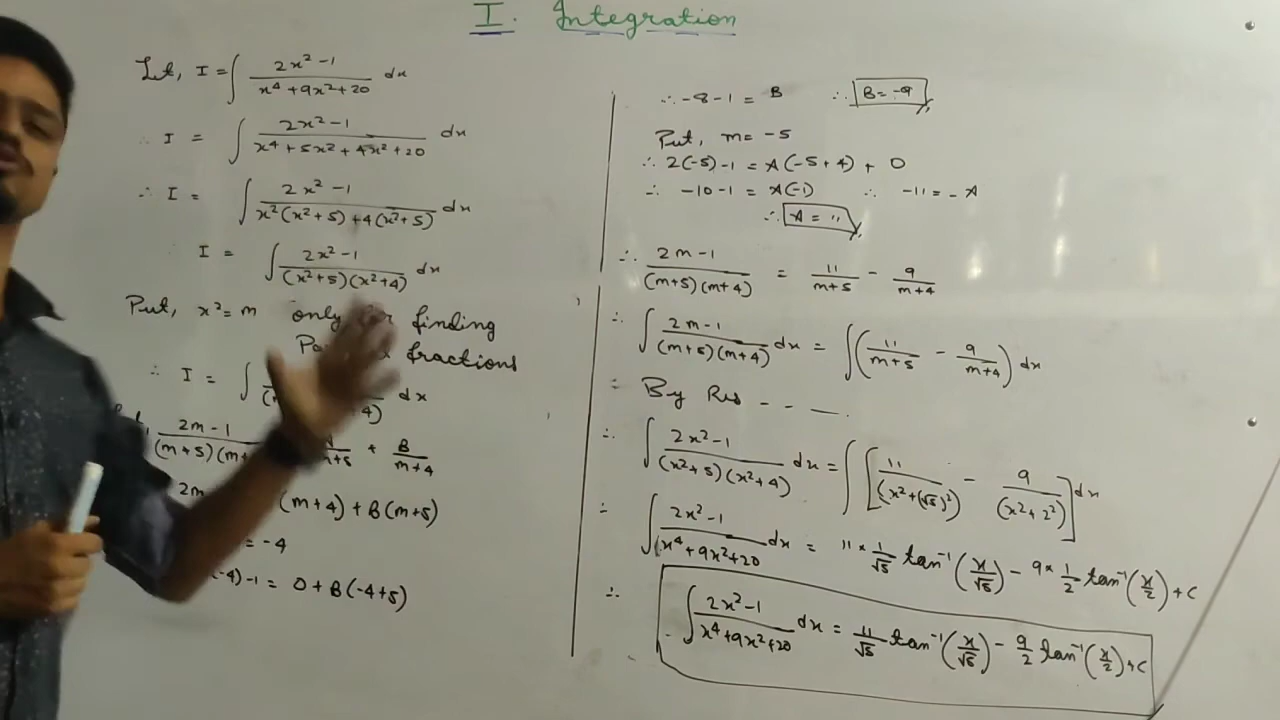 I. Integration
Let, I = ∫ (2x² - 1)/(x⁴ + 9x² + 20) dx
∴ I = ∫ (2x² - 1)/(x⁴ + 5x² + 4x² + 20) dx
∴ I = ∫ (2x² - 1)/(x²(x² + 5) + 4(x² + 5)) dx
I = ∫ (2x² - 1)/((x² + 5)(x² + 4)) dx
Put, x² = m only finding
fractions
∴ I = ∫ dx
(2m - 1)/((m + 5)(m + B/(m + 4)
2m (m + 4) + B(m + 5)
= -4
-4) - 1 = 0 + B(-4 + 5)
∴ -8 - 1 = B ∴ B = -9
Put, m = -5
∴ 2(-5) - 1 = A(-5 + 4) + 0
∴ -10 - 1 = A(-1) ∴ -11 = - A
∴ A = 11
∴ (2m - 1)/((m + 5)(m + 4)) = 11/(m + 5) - 9/(m + 4)
∴ ∫ (2m - 1)/((m + 5)(m + 4)) dx = ∫ (11/(m + 5) - 9/(m + 4)) dx
∴ By Res - - —.
∴ ∫ (2x² - 1)/((x² + 5)(x² + 4)) dx = ∫ [11/(x² + (√5)²) - 9/(x² + 2²)] dx
∴ ∫ (2x² - 1)/(x⁴ + 9x² + 20) dx = 11 × 1/√5 tan⁻¹(x/√5) - 9 × 1/2 tan⁻¹(x/2) + c
∴ ∫ (2x² - 1)/(x⁴ + 9x² + 20) dx = 11/√5 tan⁻¹(x/√5) - 9/2 tan⁻¹(x/2) + c